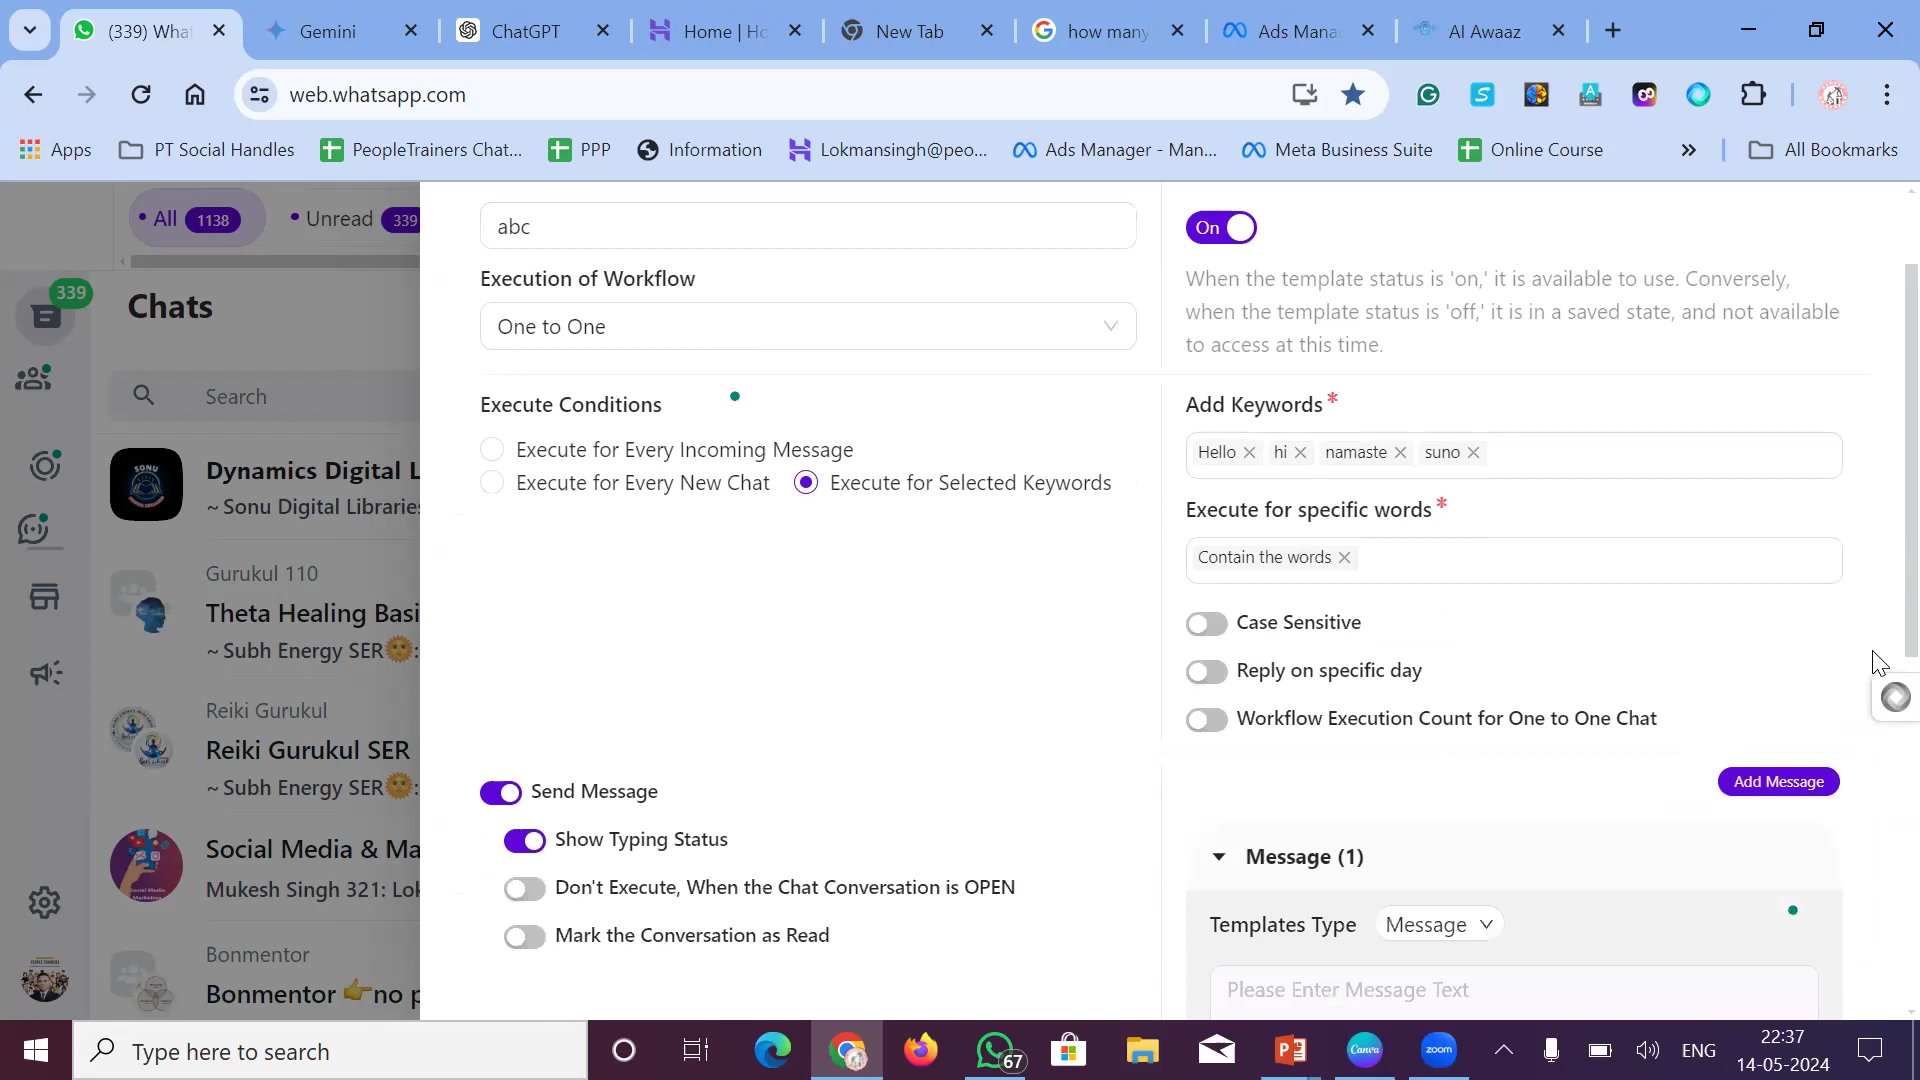 (339) What
Gemini
ChatGPT
Home | Ho
New Tab
how many
Ads Mana
AI Awaaz
web.whatsapp.com
Apps
PT Social Handles
PeopleTrainers Chat...
PPP
Information
Lokmansingh@peo...
Ads Manager - Man...
Meta Business Suite
Online Course
»
All Bookmarks
All 1138
Unread 339
abc
On
Execution of Workflow
One to One
When the template status is 'on,' it is available to use. Conversely,
when the template status is 'off,' it is in a saved state, and not available
to access at this time.
339
Chats
Search
Execute Conditions
Execute for Every Incoming Message
Execute for Every New Chat
Execute for Selected Keywords
Add Keywords *
Hello
hi
namaste
suno
Execute for specific words *
Contain the words
Case Sensitive
Reply on specific day
Workflow Execution Count for One to One Chat
Dynamics Digital L
~ Sonu Digital Libraries
Gurukul 110
Theta Healing Basi
~ Subh Energy SER🌞:
Reiki Gurukul
Reiki Gurukul SER
~ Subh Energy SER🌞:
Social Media & Ma
Mukesh Singh 321: Lok
Bonmentor
Bonmentor 👉no p
Send Message
Show Typing Status
Don't Execute, When the Chat Conversation is OPEN
Mark the Conversation as Read
Add Message
Message (1)
Templates Type
Message
Please Enter Message Text
Type here to search
67
Canva
zoom
ENG
22:37
14-05-2024